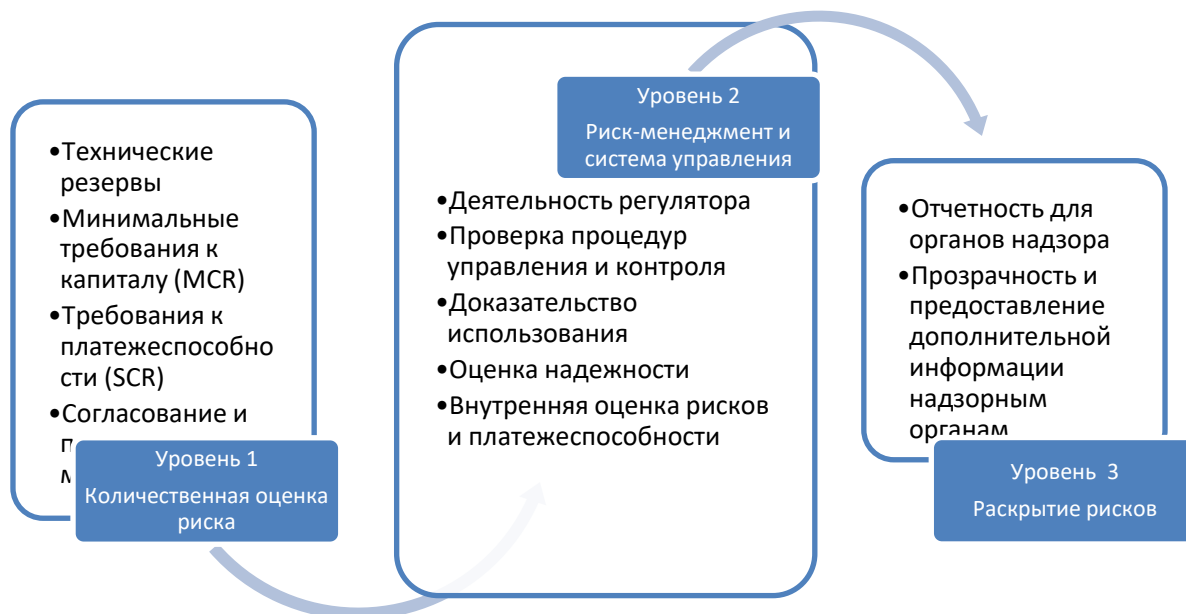 •Технические
резервы
•Минимальные
требования к
капиталу (MCR)
•Требования к
платежеспособно
сти (SCR)
•Согласование и
Уровень 1
Количественная оценка
риска
Уровень 2
Риск-менеджмент и
система управления
•Деятельность регулятора
•Проверка процедур
управления и контроля
•Доказательство
использования
•Оценка надежности
•Внутренняя оценка рисков
и платежеспособности
•Отчетность для
органов надзора
•Прозрачность и
предоставление
дополнительной
информации
надзорным
органам
Уровень 3
Раскрытие рисков